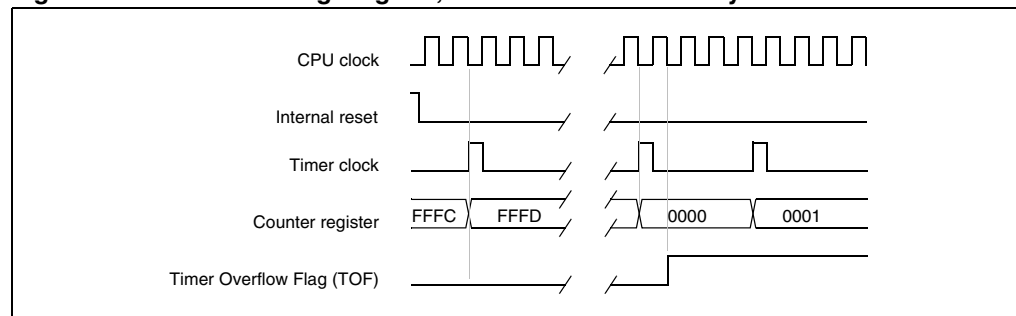 CPU clock
Internal reset
Timer clock
Counter register FFFC FFFD 0000 0001
Timer Overflow Flag (TOF)